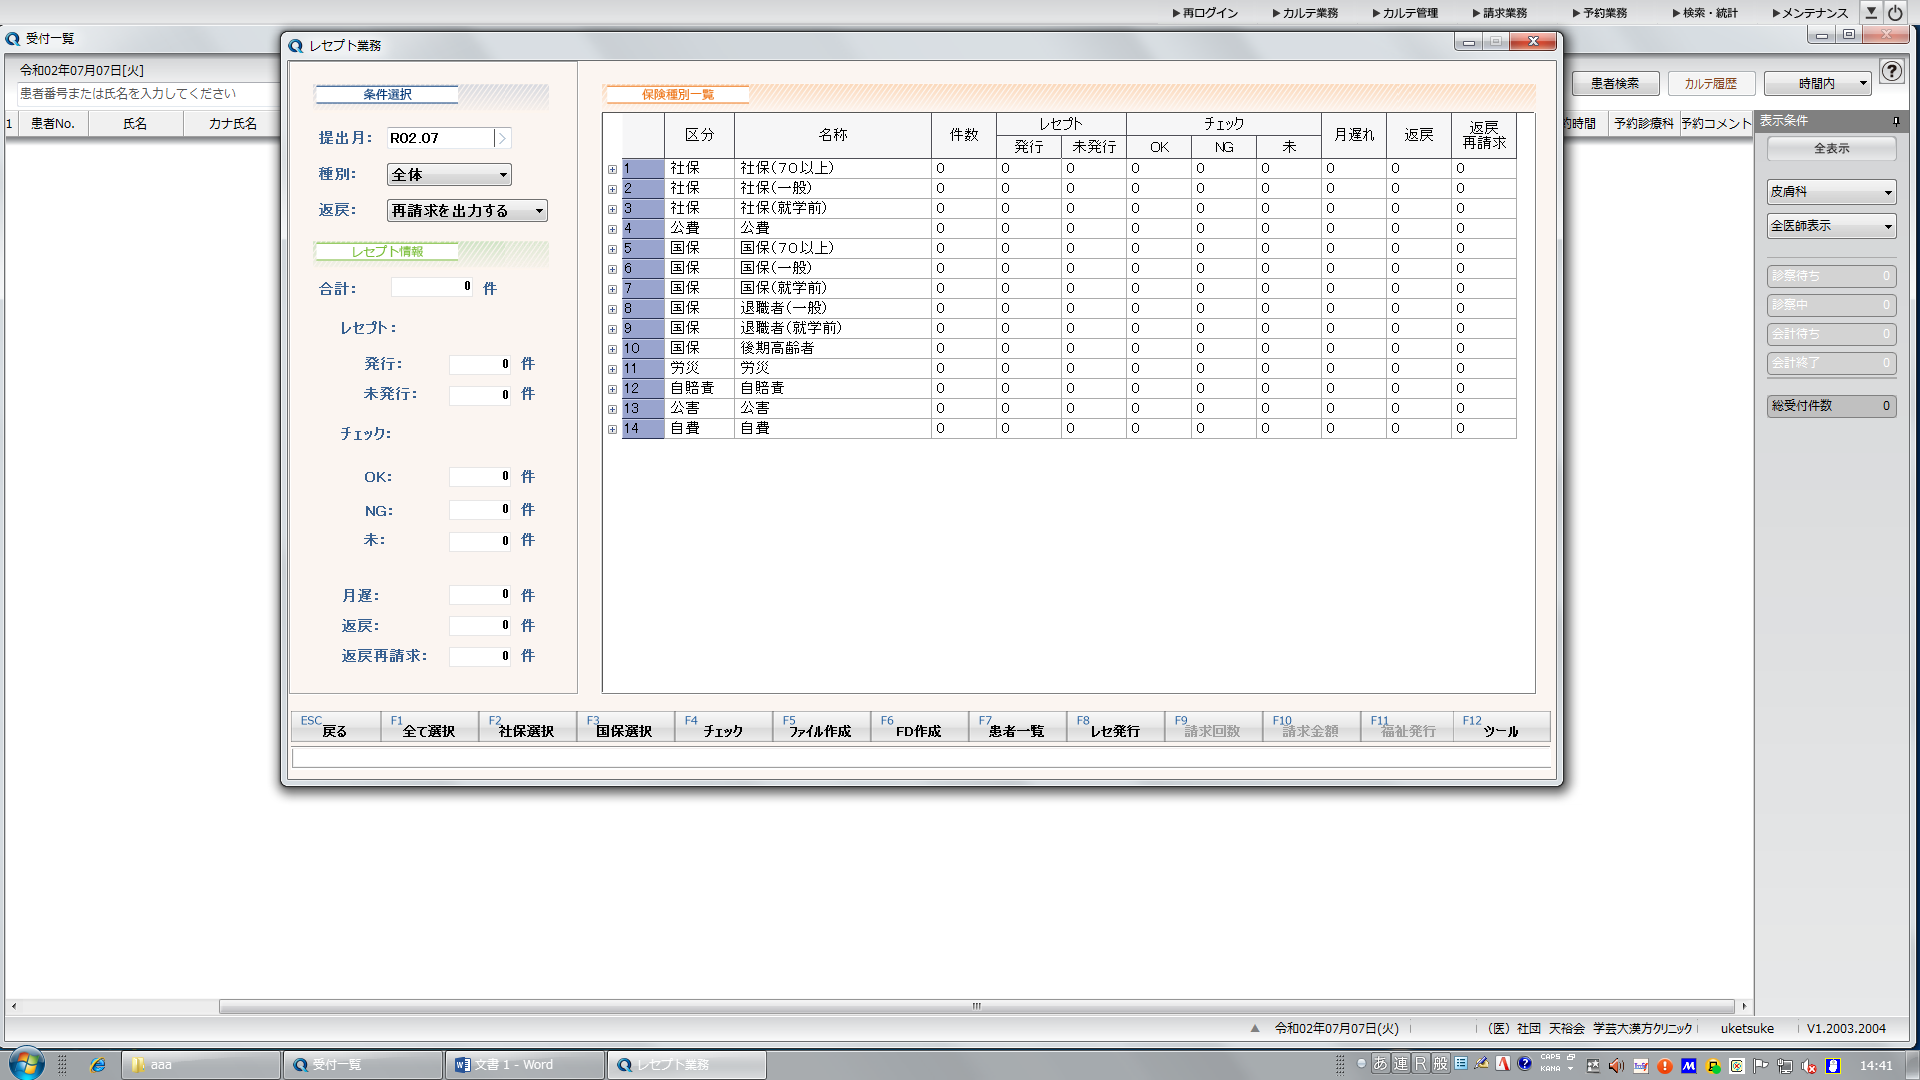 ▶再ログイン ▶カルテ業務 ▶カルテ管理 ▶請求業務 ▶予約業務 ▶検索・統計 ▶メンテナンス
受付一覧
令和02年07月07日[火]
患者番号または氏名を入力してください
患者検索 カルテ履歴 時間内
1 患者No. 氏名 カナ氏名
約時間 予約診療科 予約コメント
表示条件
全表示
皮膚科
全医師表示
診察待ち 0
診察中 0
会計待ち 0
会計終了 0
総受付件数 0
レセプト業務
条件選択
提出月: R02.07
種別: 全体
返戻: 再請求を出力する
レセプト情報
合計: 0 件
レセプト:
発行: 0 件
未発行: 0 件
チェック:
OK: 0 件
NG: 0 件
未: 0 件
月遅: 0 件
返戻: 0 件
返戻再請求: 0 件
保険種別一覧
区分 名称 件数 レセプト チェック 月遅れ 返戻 返戻再請求
発行 未発行 OK NG 未
1 社保 社保(70以上) 0 0 0 0 0 0 0 0 0
2 社保 社保(一般) 0 0 0 0 0 0 0 0 0
3 社保 社保(就学前) 0 0 0 0 0 0 0 0 0
4 公費 公費 0 0 0 0 0 0 0 0 0
5 国保 国保(70以上) 0 0 0 0 0 0 0 0 0
6 国保 国保(一般) 0 0 0 0 0 0 0 0 0
7 国保 国保(就学前) 0 0 0 0 0 0 0 0 0
8 国保 退職者(一般) 0 0 0 0 0 0 0 0 0
9 国保 退職者(就学前) 0 0 0 0 0 0 0 0 0
10 国保 後期高齢者 0 0 0 0 0 0 0 0 0
11 労災 労災 0 0 0 0 0 0 0 0 0
12 自賠責 自賠責 0 0 0 0 0 0 0 0 0
13 公害 公害 0 0 0 0 0 0 0 0 0
14 自費 自費 0 0 0 0 0 0 0 0 0
ESC 戻る F1 全て選択 F2 社保選択 F3 国保選択 F4 チェック F5 ファイル作成 F6 FD作成 F7 患者一覧 F8 レセ発行 F9 請求回数 F10 請求金額 F11 福祉発行 F12 ツール
令和02年07月07日(火) (医)社団 天裕会 学芸大漢方クリニック uketsuke V1.2003.2004
aaa 受付一覧 文書 1 - Word レセプト業務
あ 連 R 般 CAPS KANA 14:41